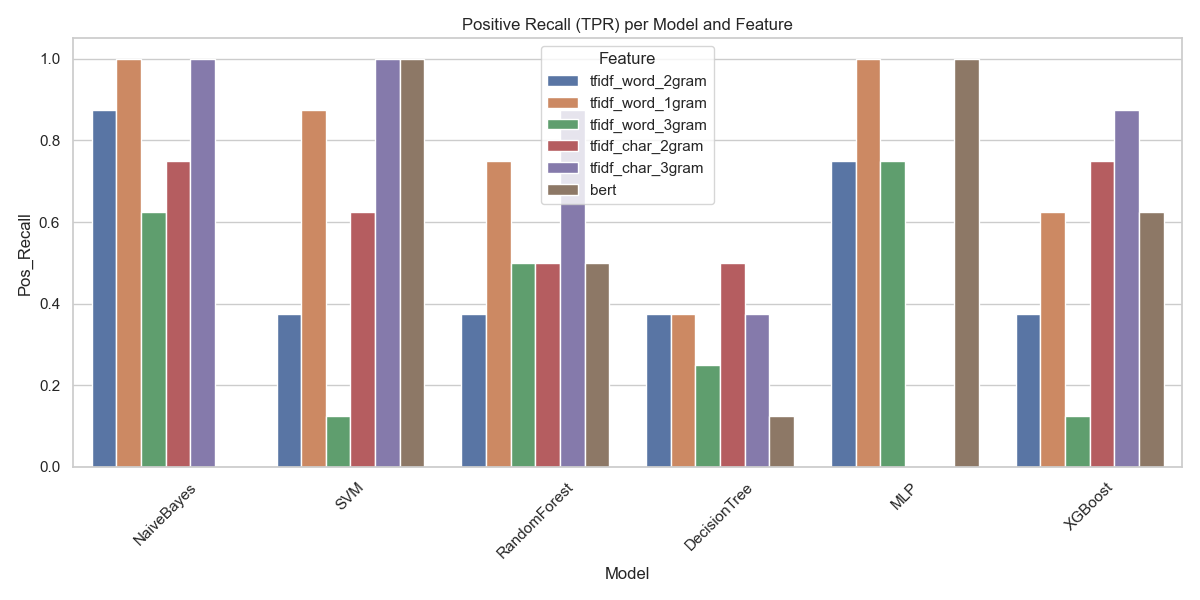 Positive Recall (TPR) per Model and Feature
Feature
tfidf_word_2gram
tfidf_word_1gram
tfidf_word_3gram
tfidf_char_2gram
tfidf_char_3gram
bert
Pos_Recall
1.0
0.8
0.6
0.4
0.2
0.0
NaiveBayes
SVM
RandomForest
DecisionTree
MLP
XGBoost
Model